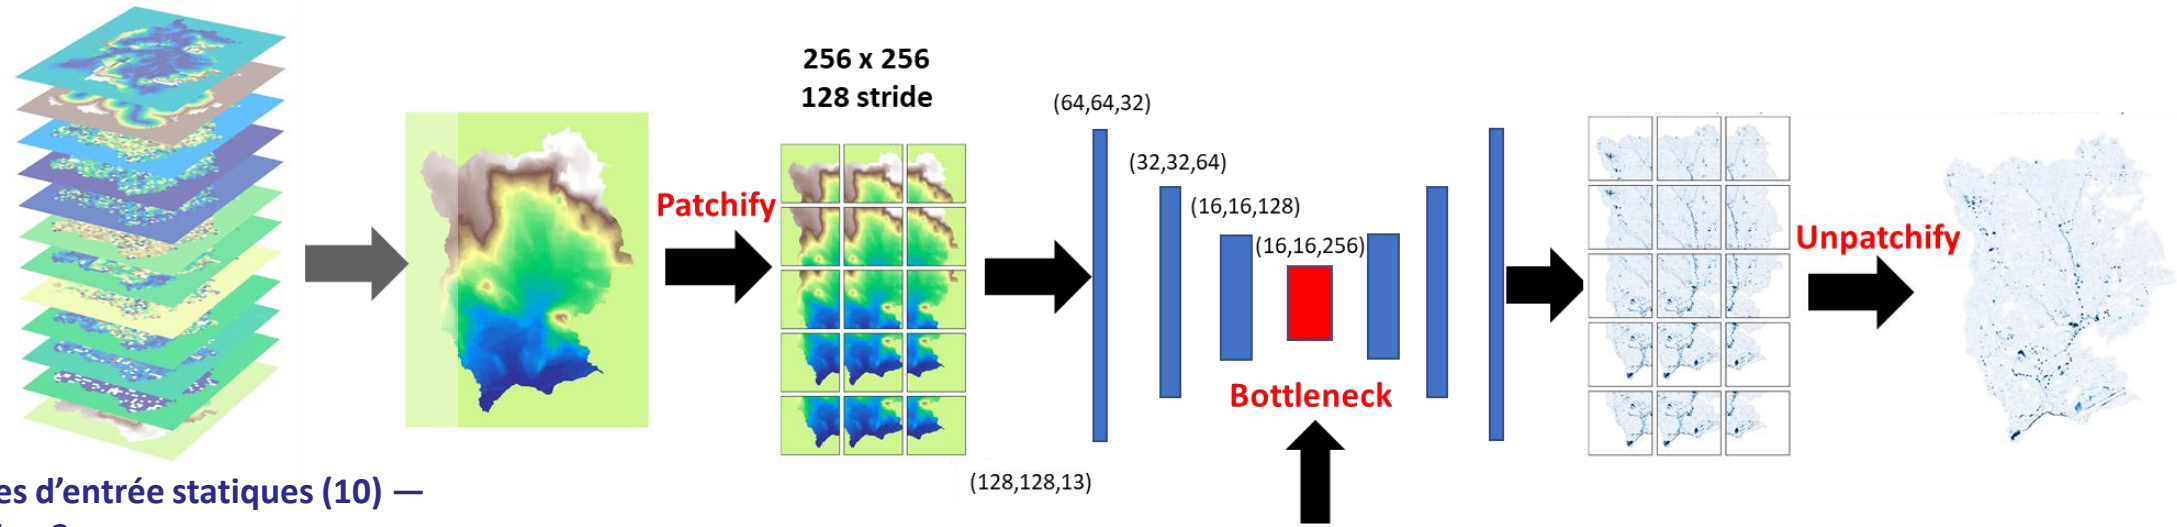 256 x 256
128 stride
(64,64,32)
(32,32,64)
(16,16,128)
(16,16,256)
Patchify
Unpatchify
Bottleneck
(128,128,13)
d’entrée statiques (10) —